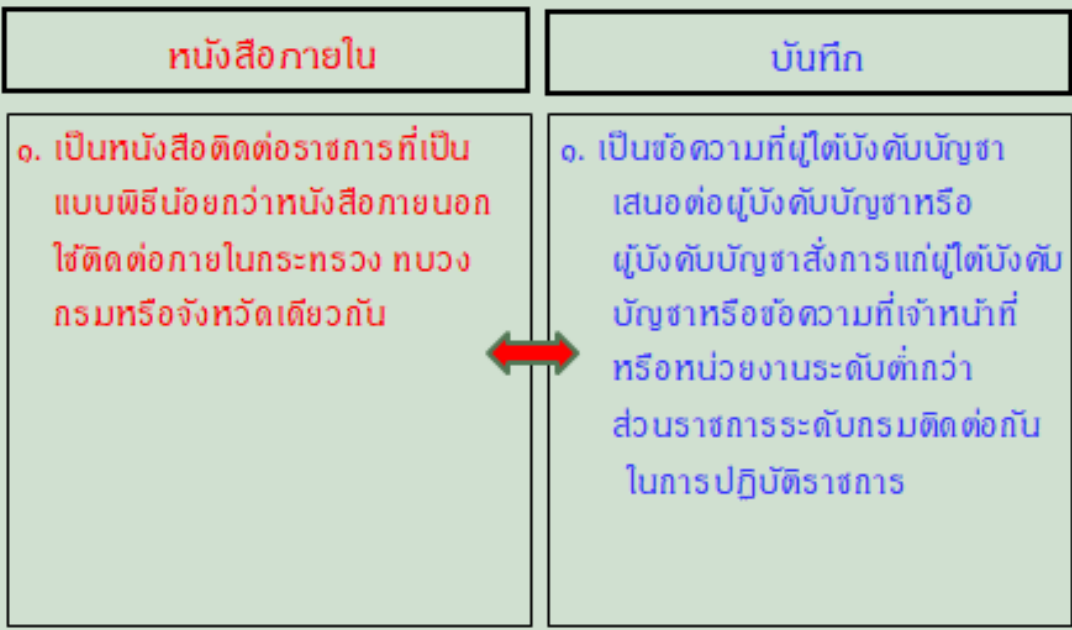 หนังสือภายใน
บันทึก
๑. เป็นหนังสือติดต่อราชการที่เป็น
แบบพิธีน้อยกว่าหนังสือภายนอก
ใช้ติดต่อภายในกระทรวง ทบวง
กรมหรือจังหวัดเดียวกัน
๑. เป็นข้อความที่ผู้ใต้บังคับบัญชา
เสนอต่อผู้บังคับบัญชาหรือ
ผู้บังคับบัญชาสั่งการแก่ผู้ใต้บังคับ
บัญชาหรือข้อความที่เจ้าหน้าที่
หรือหน่วยงานระดับต่ำกว่า
ส่วนราชการระดับกรมติดต่อกัน
ในการปฏิบัติราชการ